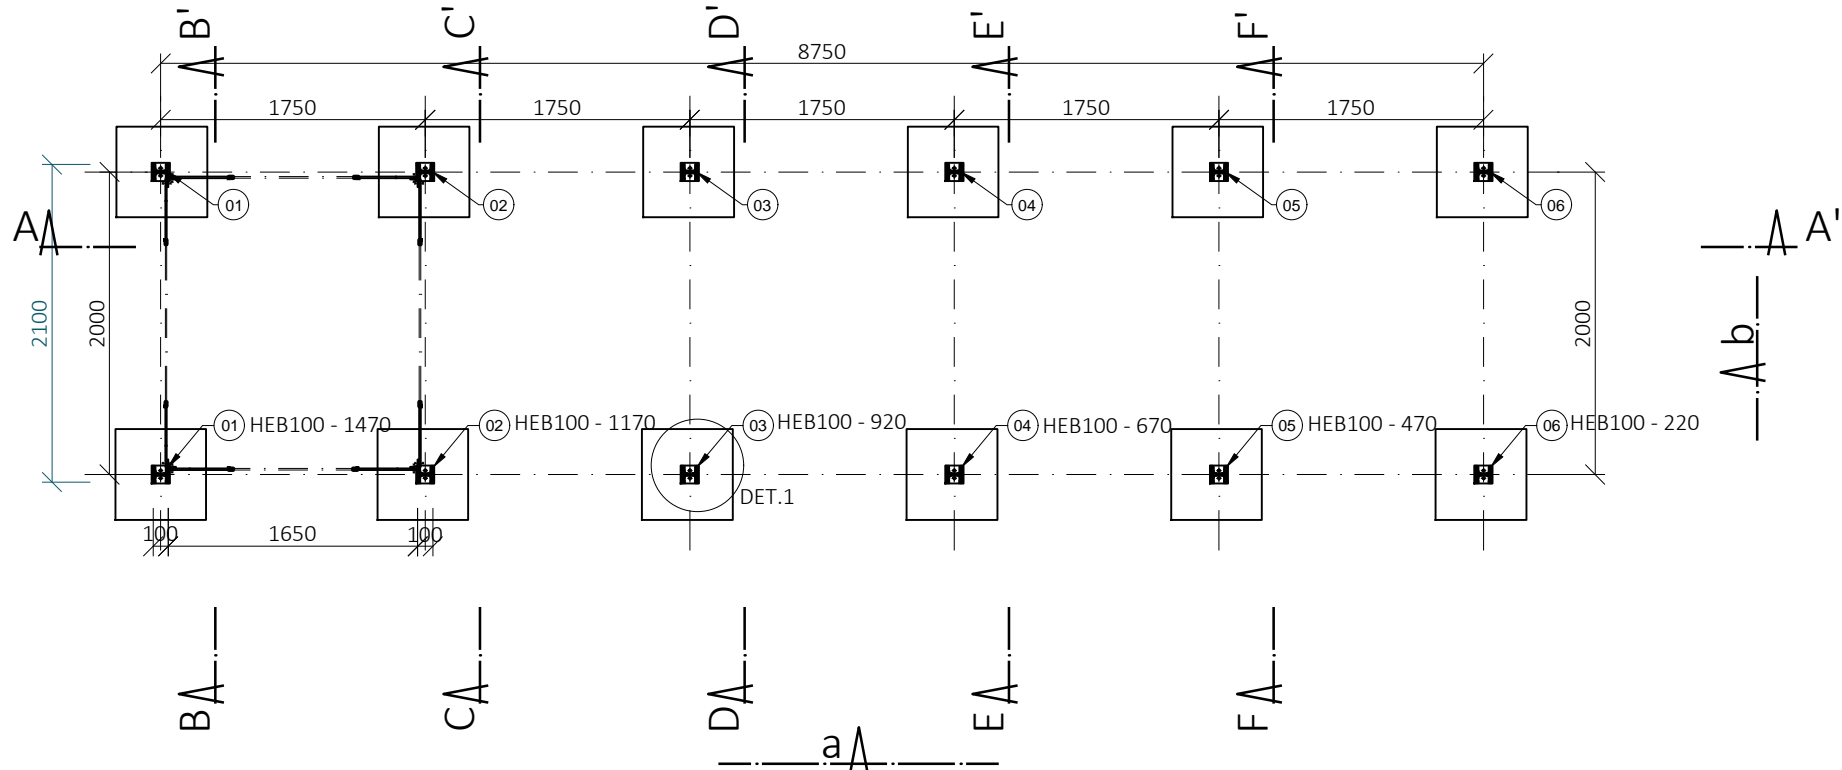 B' C' D' E' F'
8750
1750 1750 1750 1750 1750
01 02 03 04 05 06
A A'
2100 2000 2000
b
01 HEB100 - 1470 02 HEB100 - 1170 03 HEB100 - 920 04 HEB100 - 670 05 HEB100 - 470 06 HEB100 - 220
DET.1
100 1650 100
B C D E F
a